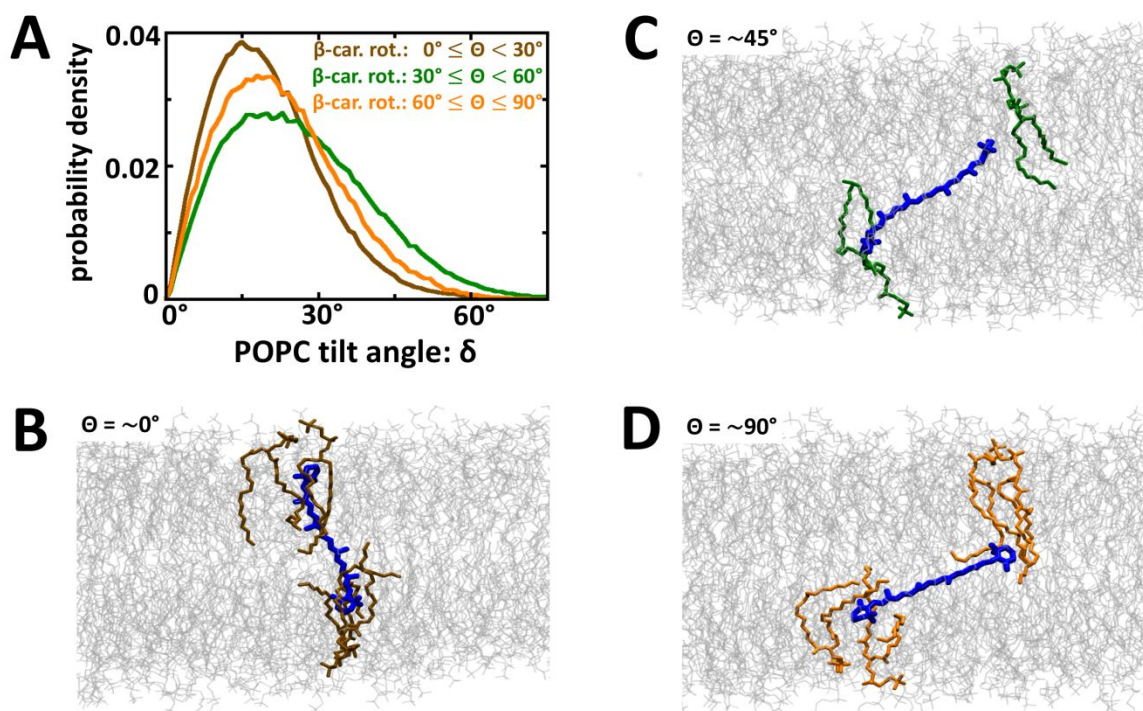 A
0.04
0.02
0
probability density
β-car. rot.: 0° ≤ Θ < 30°
β-car. rot.: 30° ≤ Θ < 60°
β-car. rot.: 60° ≤ Θ ≤ 90°
0° 30° 60°
POPC tilt angle: δ
B
Θ = ~0°
C
Θ = ~45°
D
Θ = ~90°